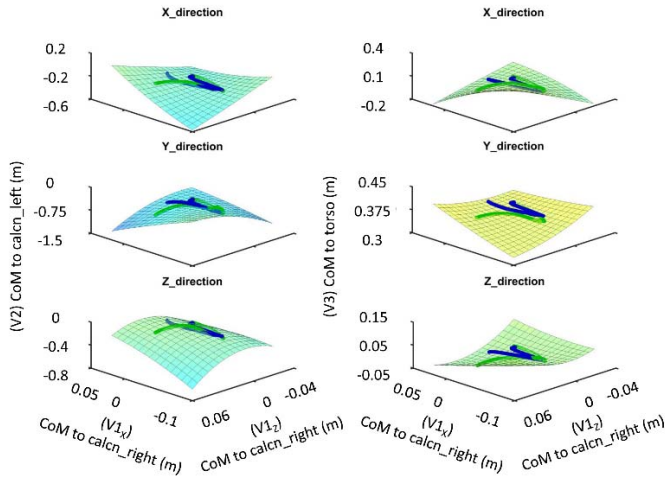 X_direction
0.2
-0.2
-0.6
Y_direction
0
-0.75
-1.5
Z_direction
0
-0.4
-0.8
(V2) CoM to calcn_left (m)
0.05
0
-0.1
0.06
0
-0.04
(V1x)
CoM to calcn_right (m)
(V1z)
CoM to calcn_right (m)
X_direction
0.4
0.1
-0.2
Y_direction
0.45
0.375
0.3
Z_direction
0.15
0.05
-0.05
(V3) CoM to torso (m)
0.05
0
-0.1
0.06
0
-0.04
(V1x)
CoM to calcn_right (m)
(V1z)
CoM to calcn_right (m)